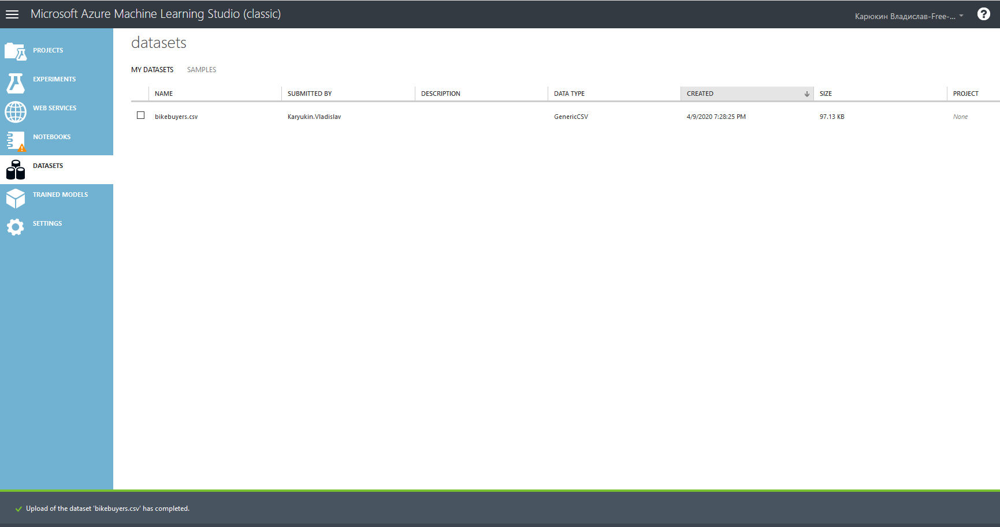 Microsoft Azure Machine Learning Studio (classic)
Карюкин Владислав-Free-...
?
PROJECTS
EXPERIMENTS
WEB SERVICES
NOTEBOOKS
DATASETS
TRAINED MODELS
SETTINGS
datasets
MY DATASETS SAMPLES
NAME SUBMITTED BY DESCRIPTION DATA TYPE CREATED SIZE PROJECT
bikebuyers.csv Karyukin.Vladislav GenericCSV 4/9/2020 7:28:25 PM 97.13 KB None
Upload of the dataset 'bikebuyers.csv' has completed.